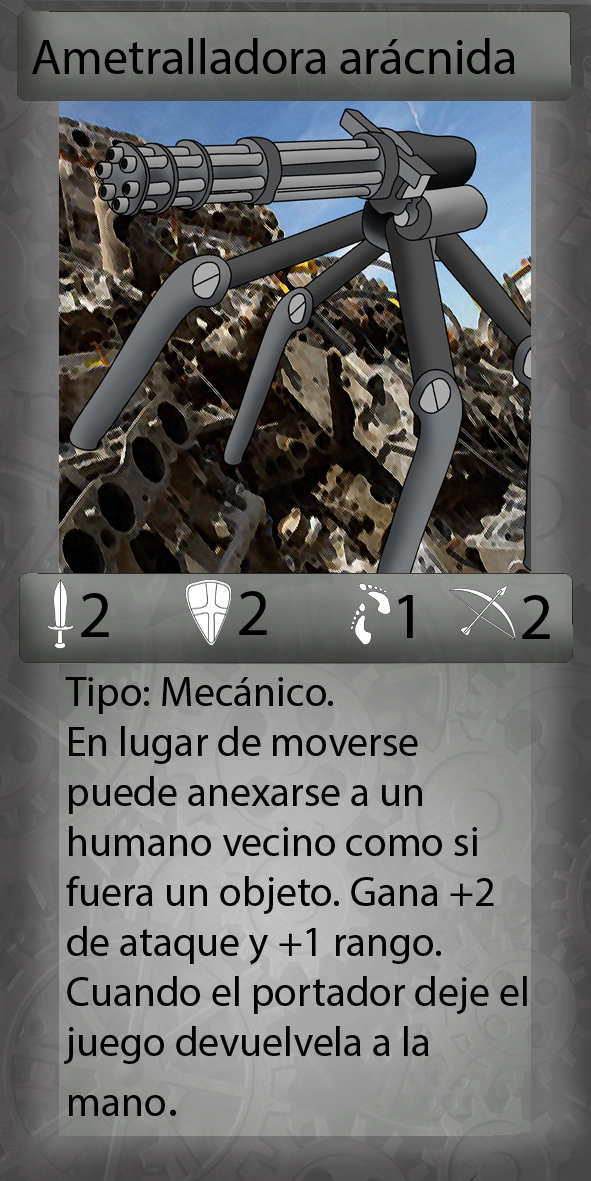 Ametralladora arácnida
2 2 1 2
Tipo: Mecánico.
En lugar de moverse
puede anexarse a un
humano vecino como si
fuera un objeto. Gana +2
de ataque y +1 rango.
Cuando el portador deje el
juego devuelvela a la
mano.